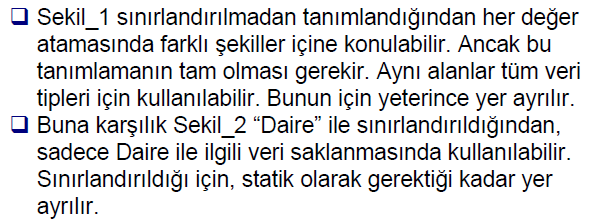 ❑ Sekil_1 sınırlandırılmadan tanımlandığından her değer
atamasında farklı şekiller içine konulabilir. Ancak bu
tanımlamanın tam olması gerekir. Aynı alanlar tüm veri
tipleri için kullanılabilir. Bunun için yeterince yer ayrılır.
❑ Buna karşılık Sekil_2 “Daire” ile sınırlandırıldığından,
sadece Daire ile ilgili veri saklanmasında kullanılabilir.
Sınırlandırıldığı için, statik olarak gerektiği kadar yer
ayrılır.